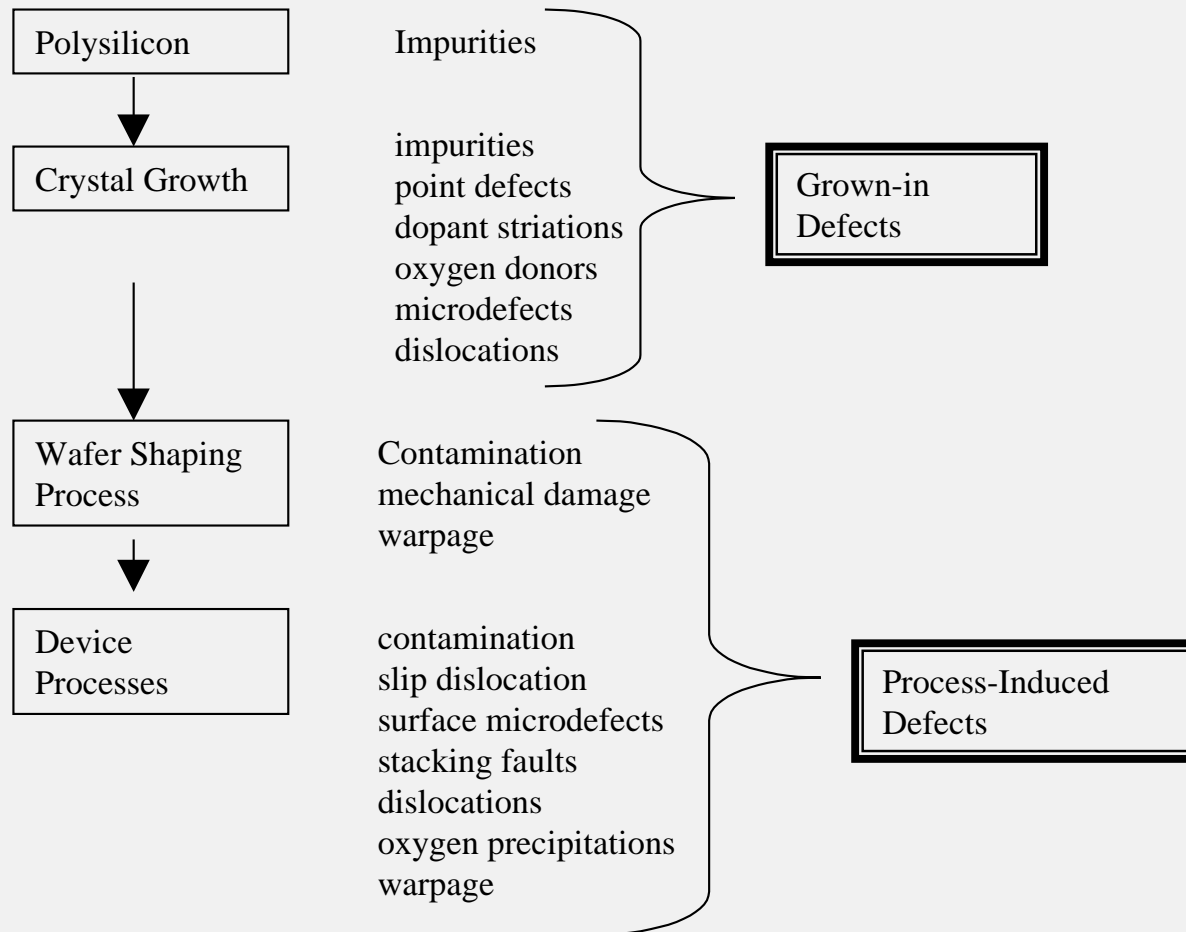 Polysilicon
Impurities
Crystal Growth
impurities
point defects
dopant striations
oxygen donors
microdefects
dislocations
Grown-in
Defects
Wafer Shaping
Process
Contamination
mechanical damage
warpage
Device
Processes
contamination
slip dislocation
surface microdefects
stacking faults
dislocations
oxygen precipitations
warpage
Process-Induced
Defects